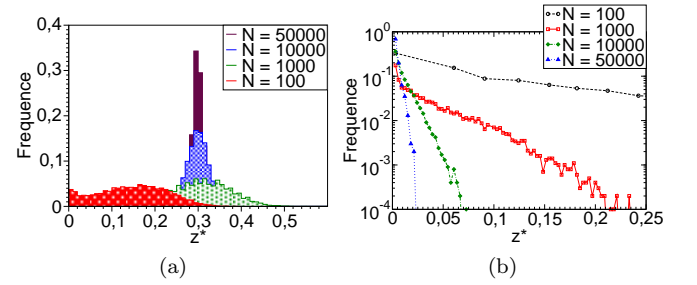 N = 50000
N = 10000
N = 1000
N = 100
0,4
0,3
0,2
0,1
0
Frequence
0 0,1 0,2 0,3 0,4 0,5
z*
(a)
N = 100
N = 1000
N = 10000
N = 50000
10^0
10^-1
10^-2
10^-3
10^-4
Frequence
0 0,05 0,1 0,15 0,2 0,25
z*
(b)